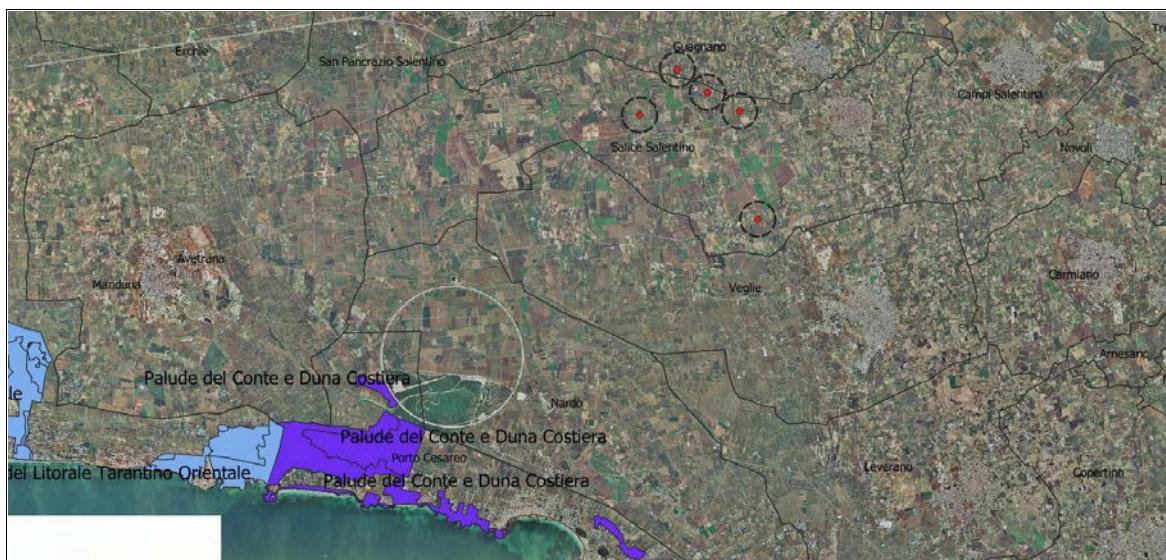 Tre
Guagnano
Erchie
San Pancrazio Salentino
Campi Salentina
Salice Salentino
Novoli
Avetrana
Manduria
Carmiano
Veglie
Arnesano
le
Palude del Conte e Duna Costiera
Nardò
Palude del Conte e Duna Costiera
Porto Cesareo
del Litorale Tarantino Orientale
Leverano
Copertino
Palude del Conte e Duna Costiera